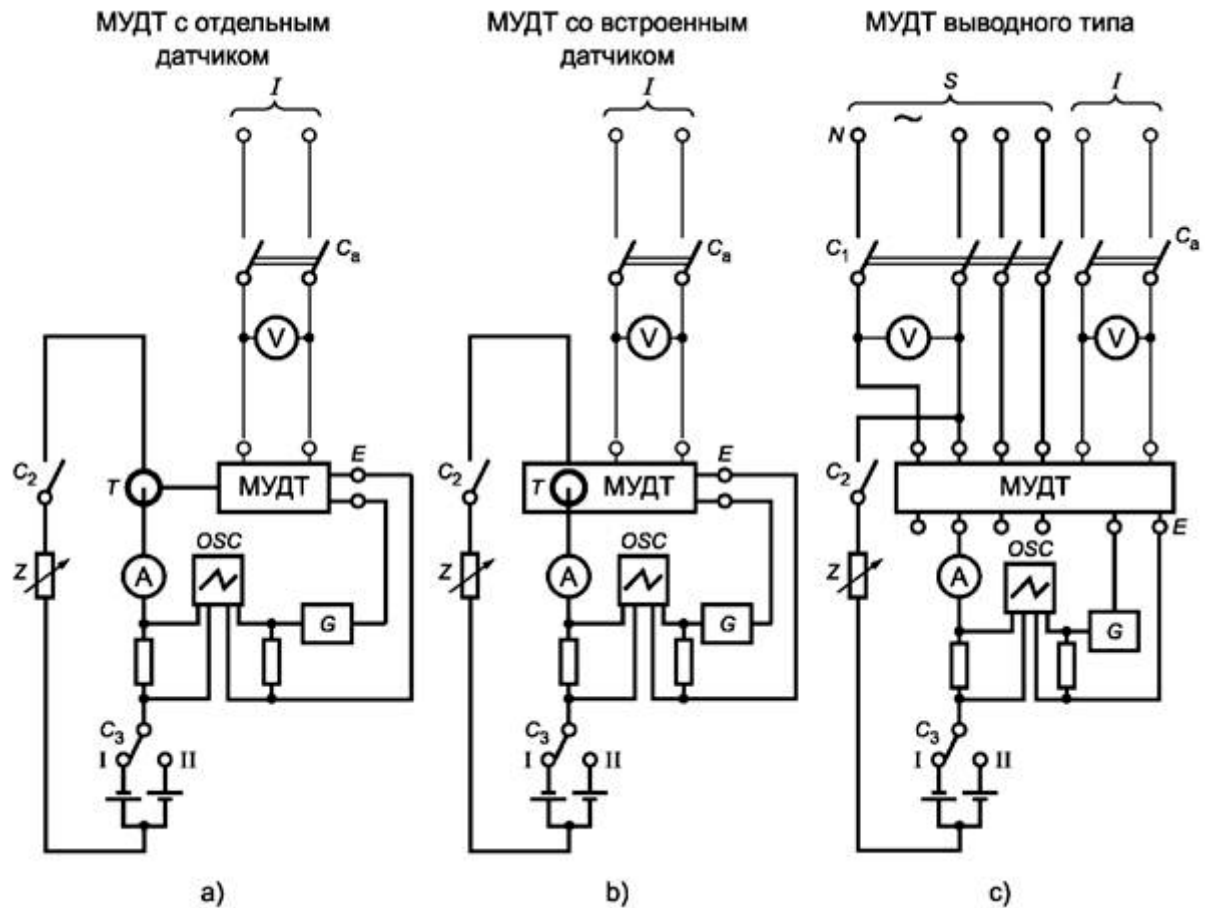 МУДТ с отдельным
датчиком
I
Cа
V
C2
T
МУДТ
E
Z
A
OSC
G
C3
I
II
a)
МУДТ со встроенным
датчиком
I
Cа
V
C2
T
МУДТ
E
Z
A
OSC
G
C3
I
II
b)
МУДТ выводного типа
S
I
N
~
C1
Cа
V
V
C2
МУДТ
E
Z
A
OSC
G
C3
I
II
c)